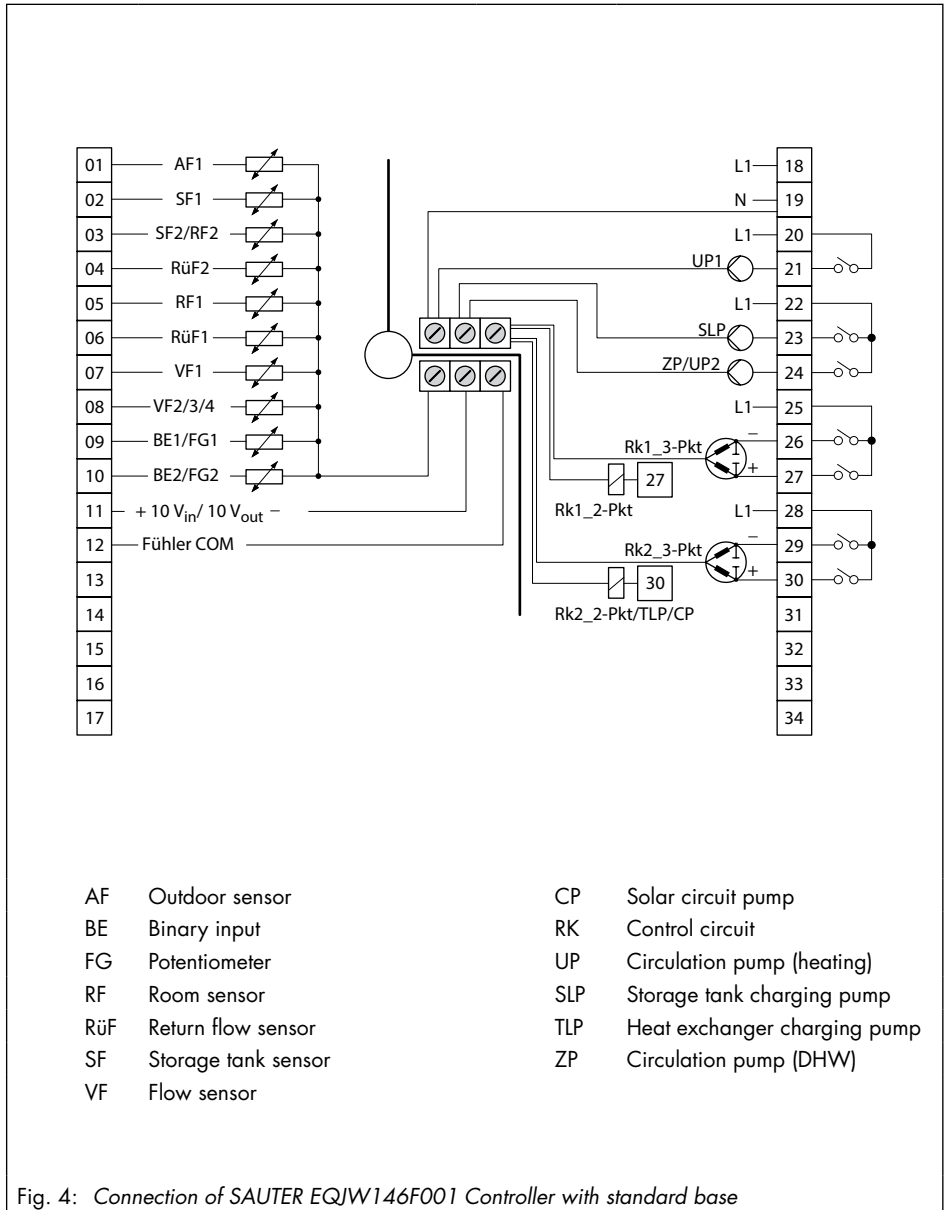 01 AF1
02 SF1
03 SF2/RF2
04 RüF2
05 RF1
06 RüF1
07 VF1
08 VF2/3/4
09 BE1/FG1
10 BE2/FG2
11 + 10 Vin/ 10 Vout –
12 Fühler COM
13
14
15
16
17
L1 18
N 19
L1 20
UP1 21
L1 22
SLP 23
ZP/UP2 24
L1 25
Rk1_3-Pkt – 26
+ 27
27
Rk1_2-Pkt
L1 28
Rk2_3-Pkt – 29
+ 30
30
Rk2_2-Pkt/TLP/CP
31
32
33
34
AF Outdoor sensor
BE Binary input
FG Potentiometer
RF Room sensor
RüF Return flow sensor
SF Storage tank sensor
VF Flow sensor
CP Solar circuit pump
RK Control circuit
UP Circulation pump (heating)
SLP Storage tank charging pump
TLP Heat exchanger charging pump
ZP Circulation pump (DHW)
Fig. 4: Connection of SAUTER EQJW146F001 Controller with standard base